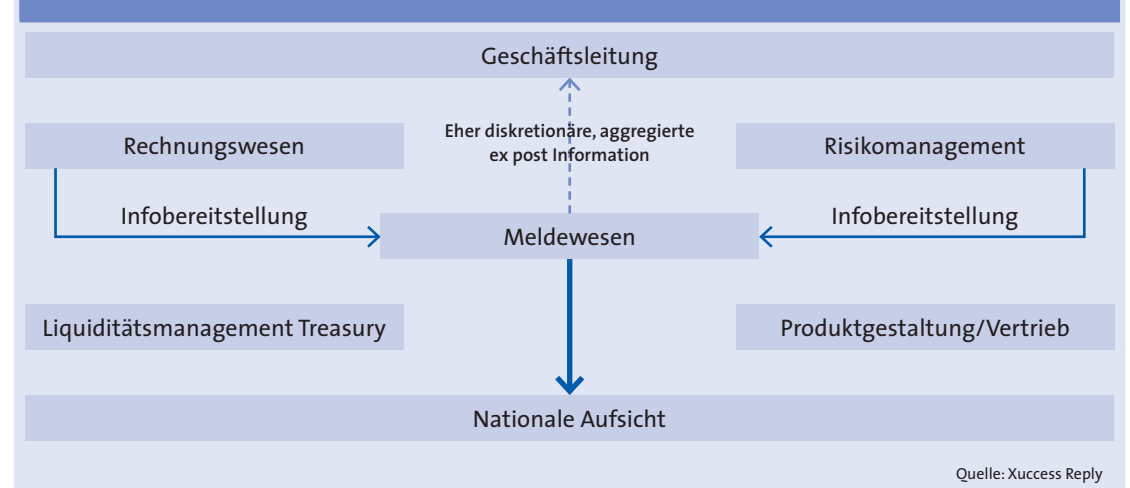 Geschäftsleitung
Rechnungswesen
Eher diskretionäre, aggregierte
ex post Information
Risikomanagement
Infobereitstellung
Infobereitstellung
Meldewesen
Liquiditätsmanagement Treasury
Produktgestaltung/Vertrieb
Nationale Aufsicht
Quelle: Xuccess Reply